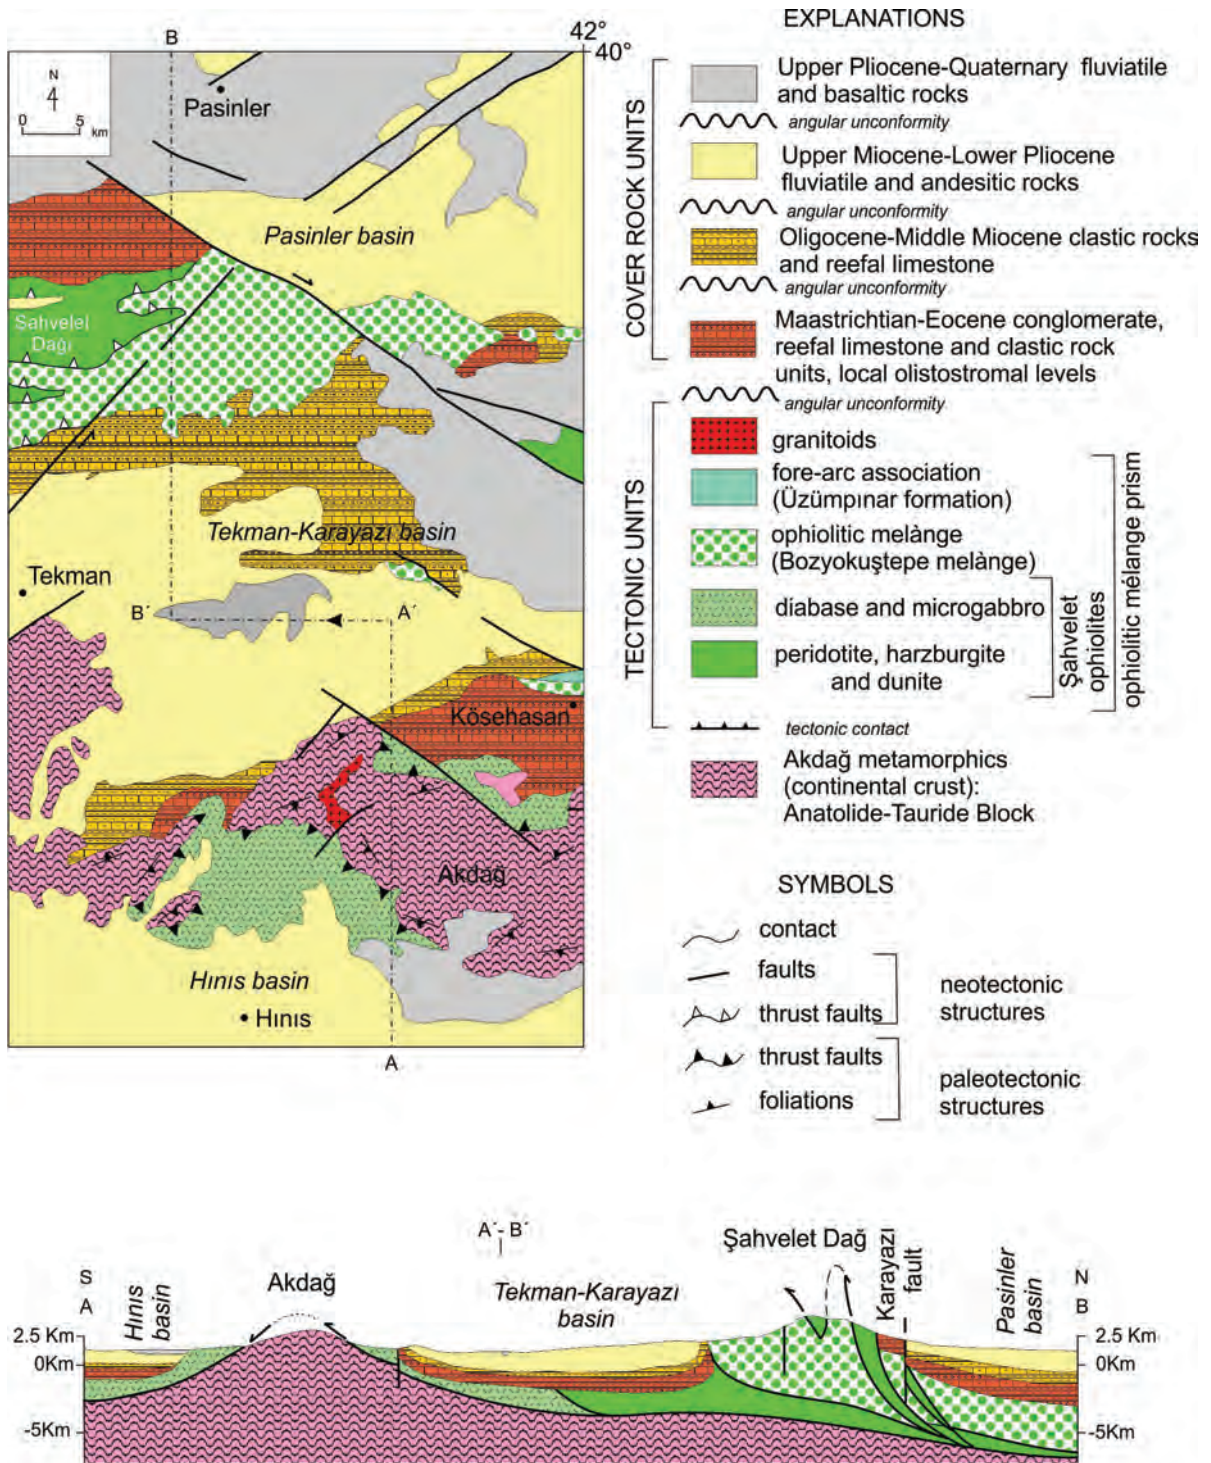 EXPLANATIONS
42°
40°
B
N
0 5
km
Pasinler
Pasinler basin
Sahvelel
Dağı
Tekman-Karayazı basin
Tekman
B´
A´
Kösehasan
Akdağ
Hınıs basin
Hınıs
A
COVER ROCK UNITS
Upper Pliocene-Quaternary fluviatile
and basaltic rocks
angular unconformity
Upper Miocene-Lower Pliocene
fluviatile and andesitic rocks
angular unconformity
Oligocene-Middle Miocene clastic rocks
and reefal limestone
angular unconformity
Maastrichtian-Eocene conglomerate,
reefal limestone and clastic rock
units, local olistostromal levels
angular unconformity
TECTONIC UNITS
granitoids
fore-arc association
(Üzümpınar formation)
ophiolitic melànge
(Bozyokuştepe melànge)
diabase and microgabbro
peridotite, harzburgite
and dunite
Şahvelet
ophiolites
ophiolitic mélange prism
tectonic contact
Akdağ metamorphics
(continental crust):
Anatolide-Tauride Block
SYMBOLS
contact
faults
thrust faults
neotectonic
structures
thrust faults
foliations
paleotectonic
structures
S
A
Hınıs
basin
Akdağ
A´- B´
Tekman-Karayazi
basin
Şahvelet Dağ
Karayazı
fault
Pasinler
basin
N
B
2.5 Km
0Km
-5Km
2.5 Km
0Km
-5Km